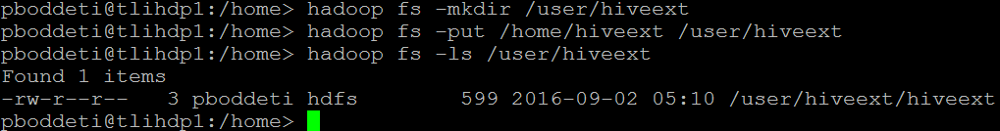 pboddeti@tlihdp1:/home> hadoop fs -mkdir /user/hiveext
pboddeti@tlihdp1:/home> hadoop fs -put /home/hiveext /user/hiveext
pboddeti@tlihdp1:/home> hadoop fs -ls /user/hiveext
Found 1 items
-rw-r--r--   3 pboddeti hdfs        599 2016-09-02 05:10 /user/hiveext/hiveext
pboddeti@tlihdp1:/home>